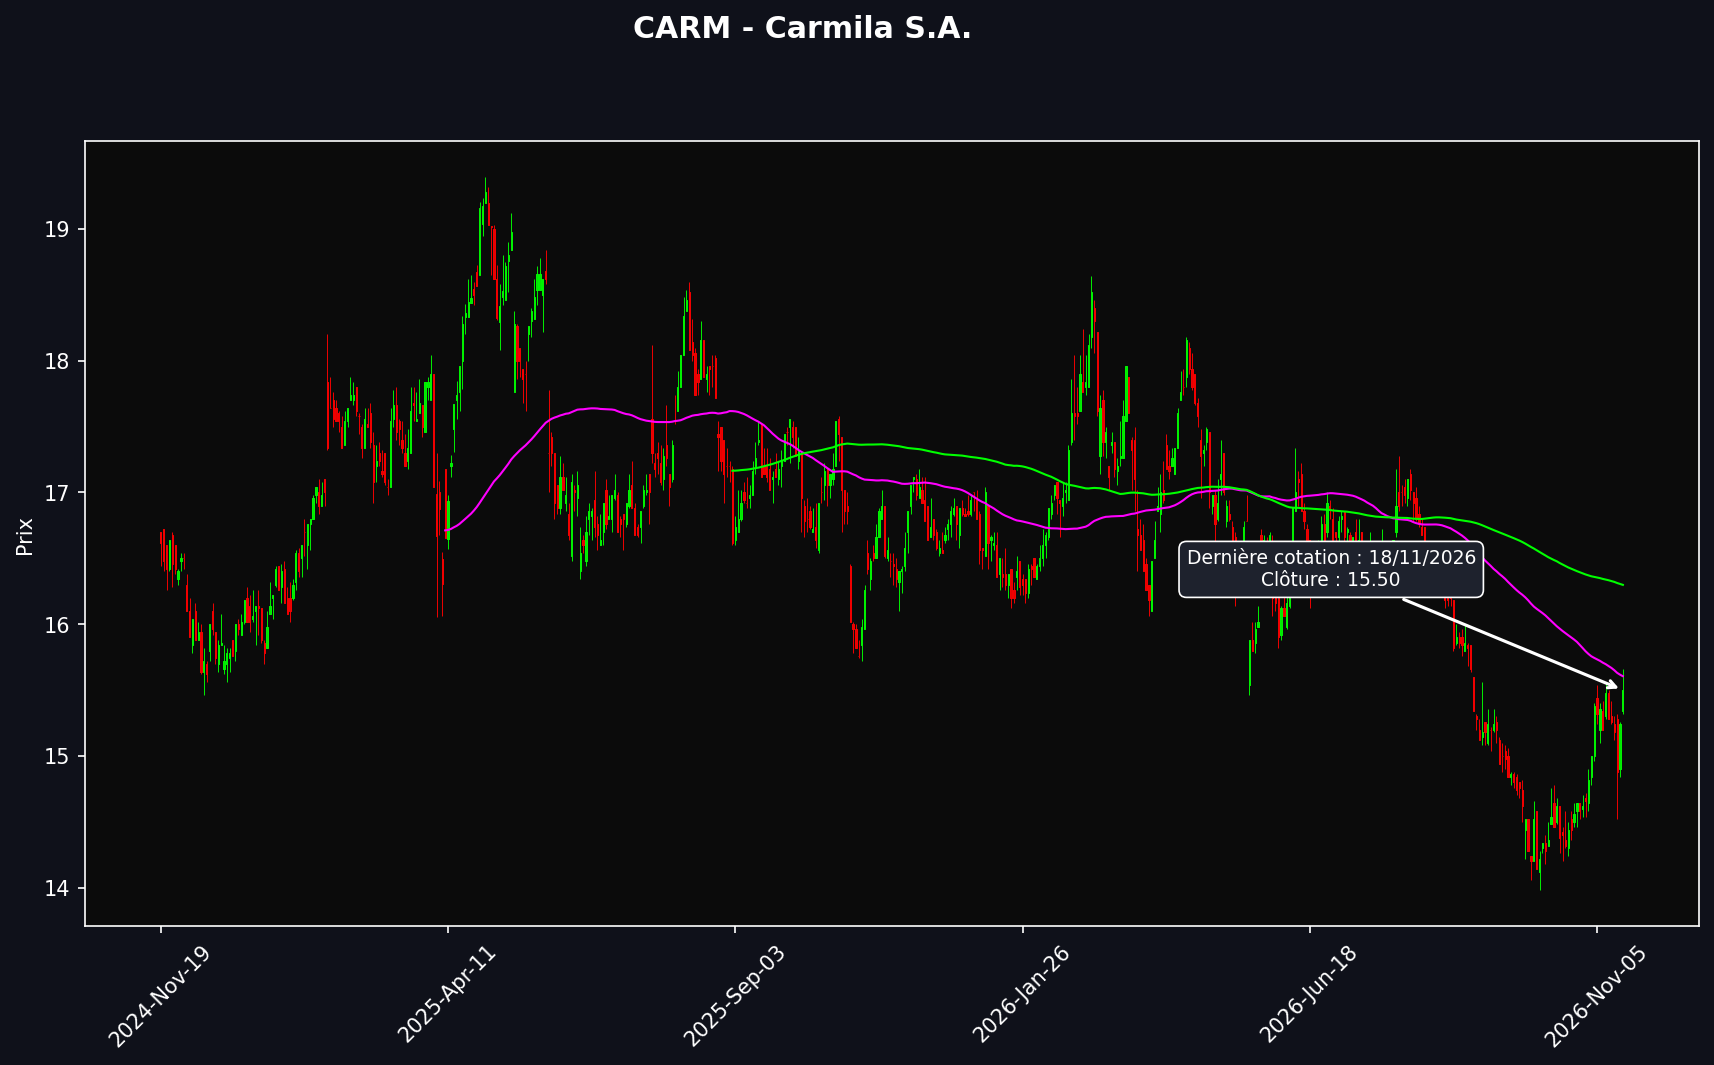 CARM - Carmila S.A.
Prix
19
18
17
16
15
14
Dernière cotation : 18/11/2026
Clôture : 15.50
2024-Nov-19
2025-Apr-11
2025-Sep-03
2026-Jan-26
2026-Jun-18
2026-Nov-05